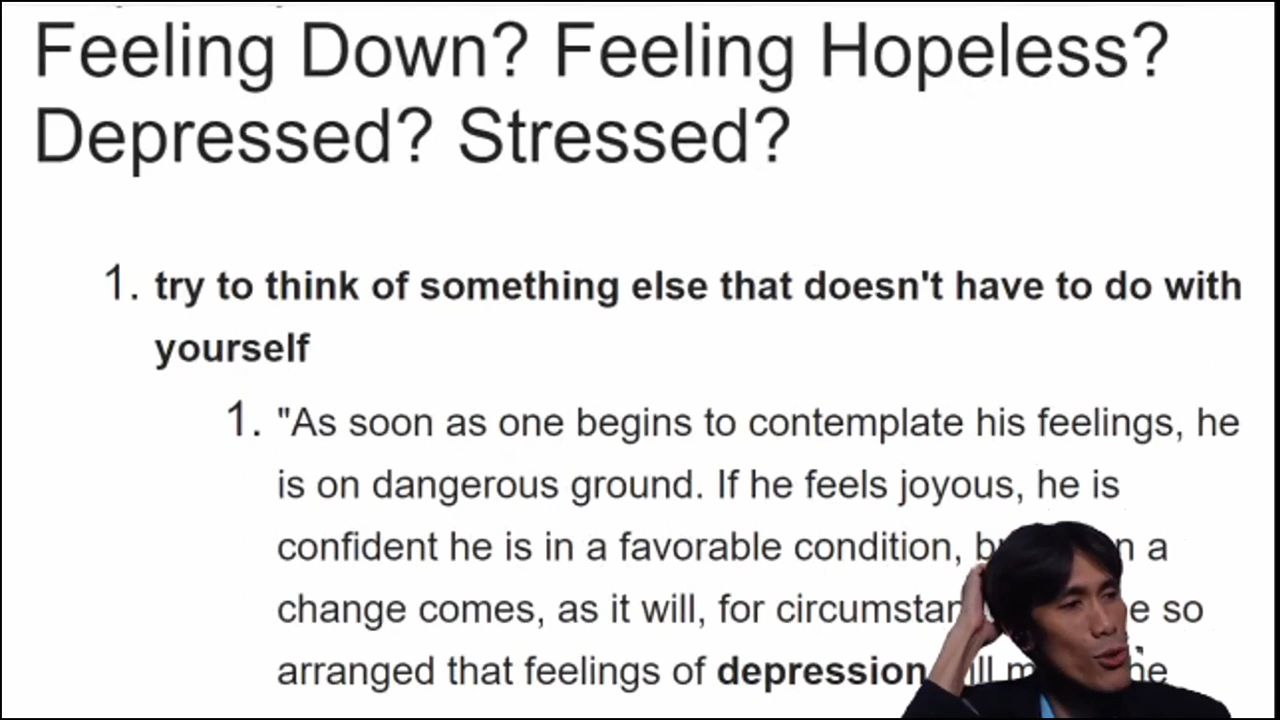 Feeling Down? Feeling Hopeless?
Depressed? Stressed?
1. try to think of something else that doesn't have to do with
yourself
1. "As soon as one begins to contemplate his feelings, he
is on dangerous ground. If he feels joyous, he is
confident he is in a favorable condition, a
change comes, as it will, for so
arranged that feelings of depression